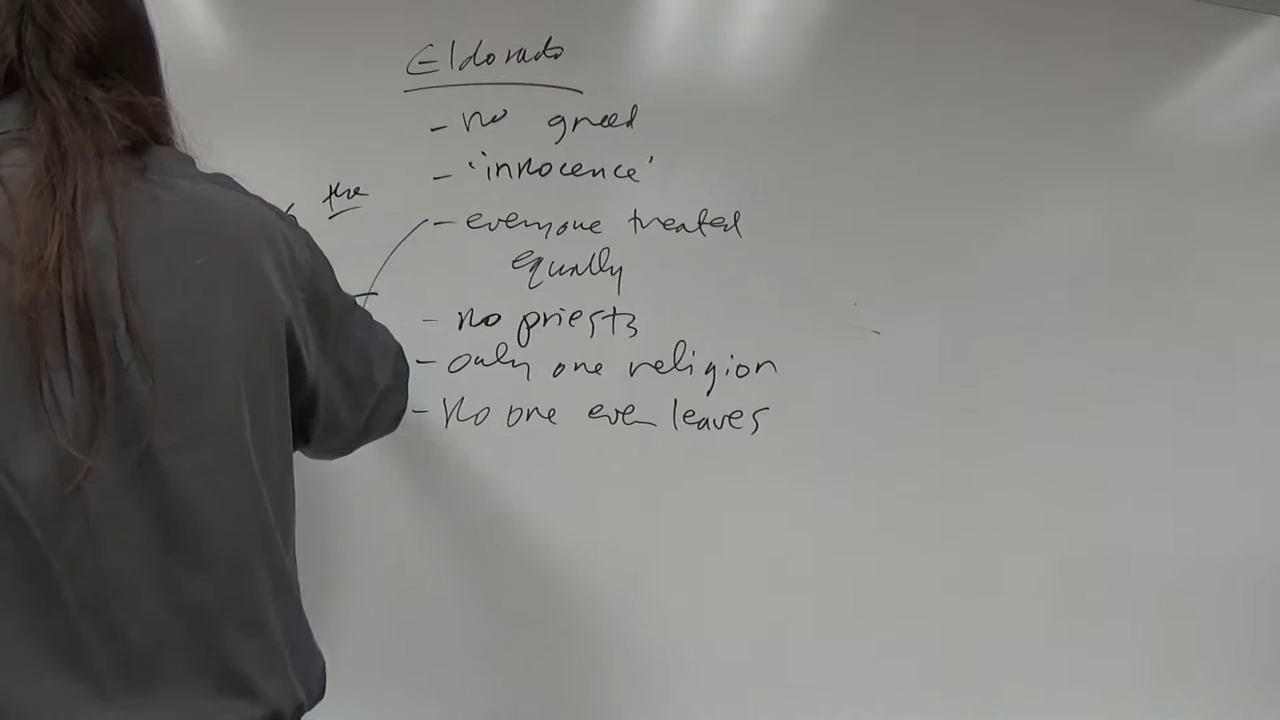 Eldorado
- no greed
- 'innocence'
the
- everyone treated
equally
- no priests
- only one religion
- no one ever leaves